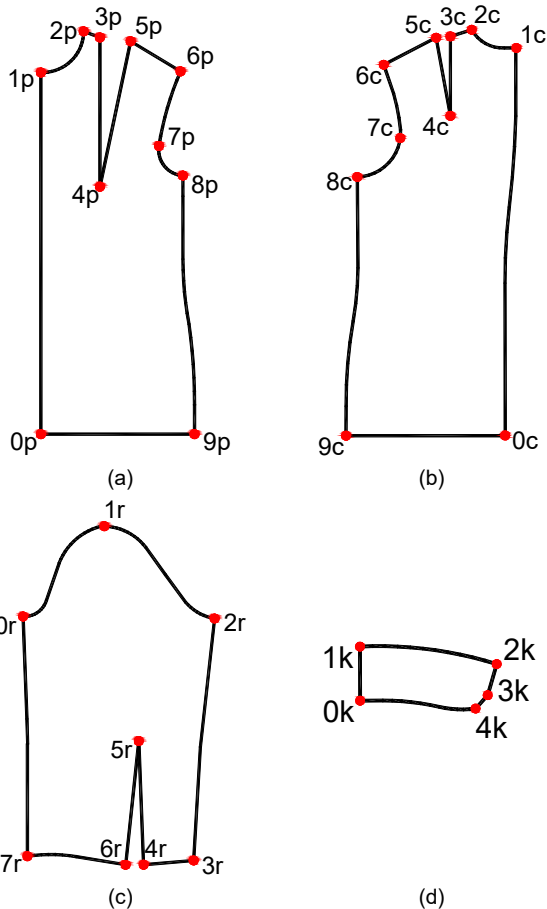 2p 3p 5p
1p 6p
7p
4p 8p
0p 9p
(a)
5c 3c 2c 1c
6c
7c 4c
8c
9c 0c
(b)
1r
0r 2r
5r
7r 6r 4r 3r
(c)
1k 2k
3k
0k 4k
(d)